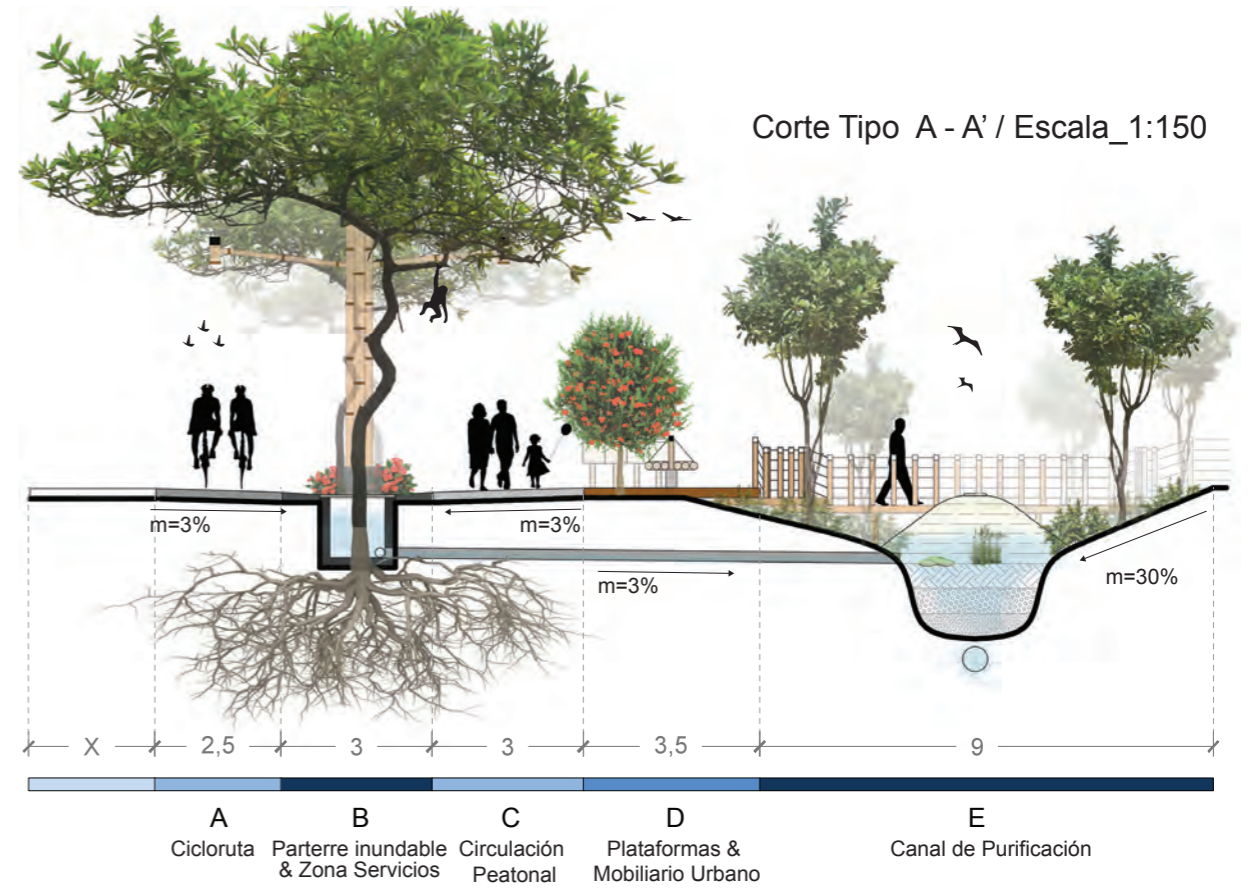 Corte Tipo A - A' / Escala_1:150
m=3%
m=3%
m=3%
m=30%
X
2,5
3
3
3,5
9
A
Cicloruta
B
Parterre inundable
& Zona Servicios
C
Circulación
Peatonal
D
Plataformas &
Mobiliario Urbano
E
Canal de Purificación